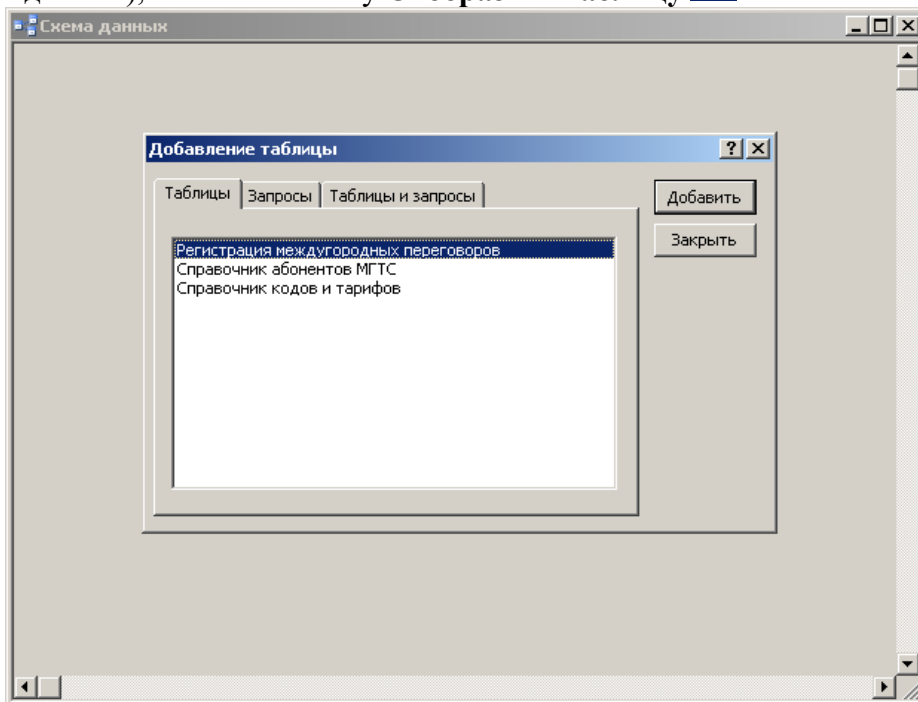 Схема данных
Добавление таблицы
Таблицы Запросы Таблицы и запросы
Добавить
Закрыть
Регистрация междугородных переговоров
Справочник абонентов МГТС
Справочник кодов и тарифов